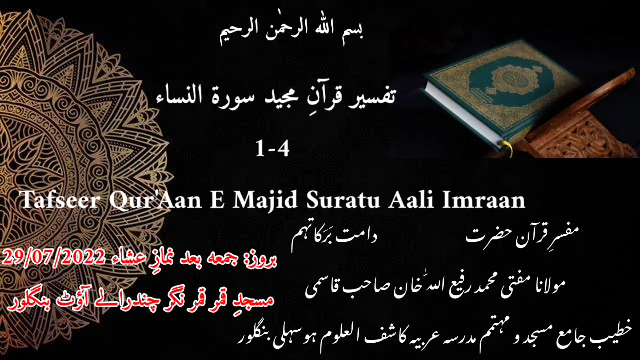 بسم اللہ الرحمٰن الرحیم
تفسیر قرآنِ مجید سورۃ النساء
1-4
Tafseer Qur'Aan E Majid Suratu Aali Imraan
مفسرِ قرآن حضرت دامت بَرَکاتہم
بروز: جمعہ بعد نمازِ عشاء 29/07/2022
مولانا مفتی محمد رفیع اللہ خان صاحب قاسمی
مسجدِ قمر قمر نگر چندرالے آؤٹ بنگلور
خطیب جامع مسجد و مہتمم مدرسہ عربیہ کاشف العلوم ہوسہلی بنگلور